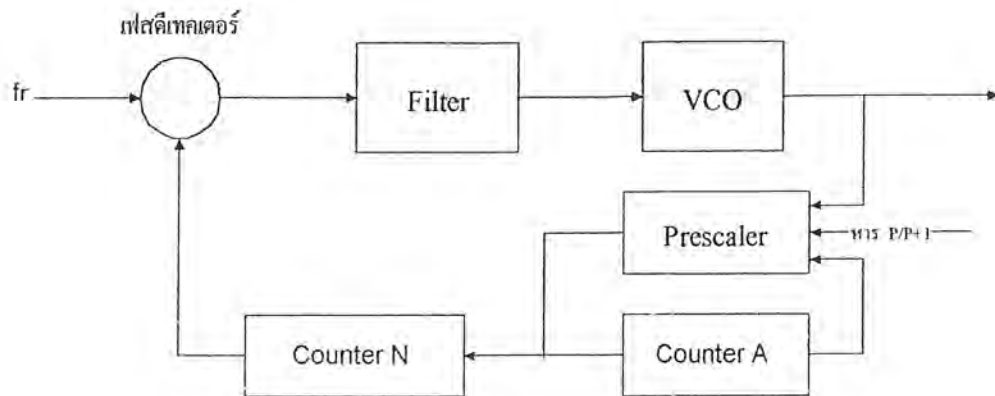 เฟสดีเทคเตอร์
fr
Filter
VCO
Prescaler
หาร P/P+1
Counter N
Counter A